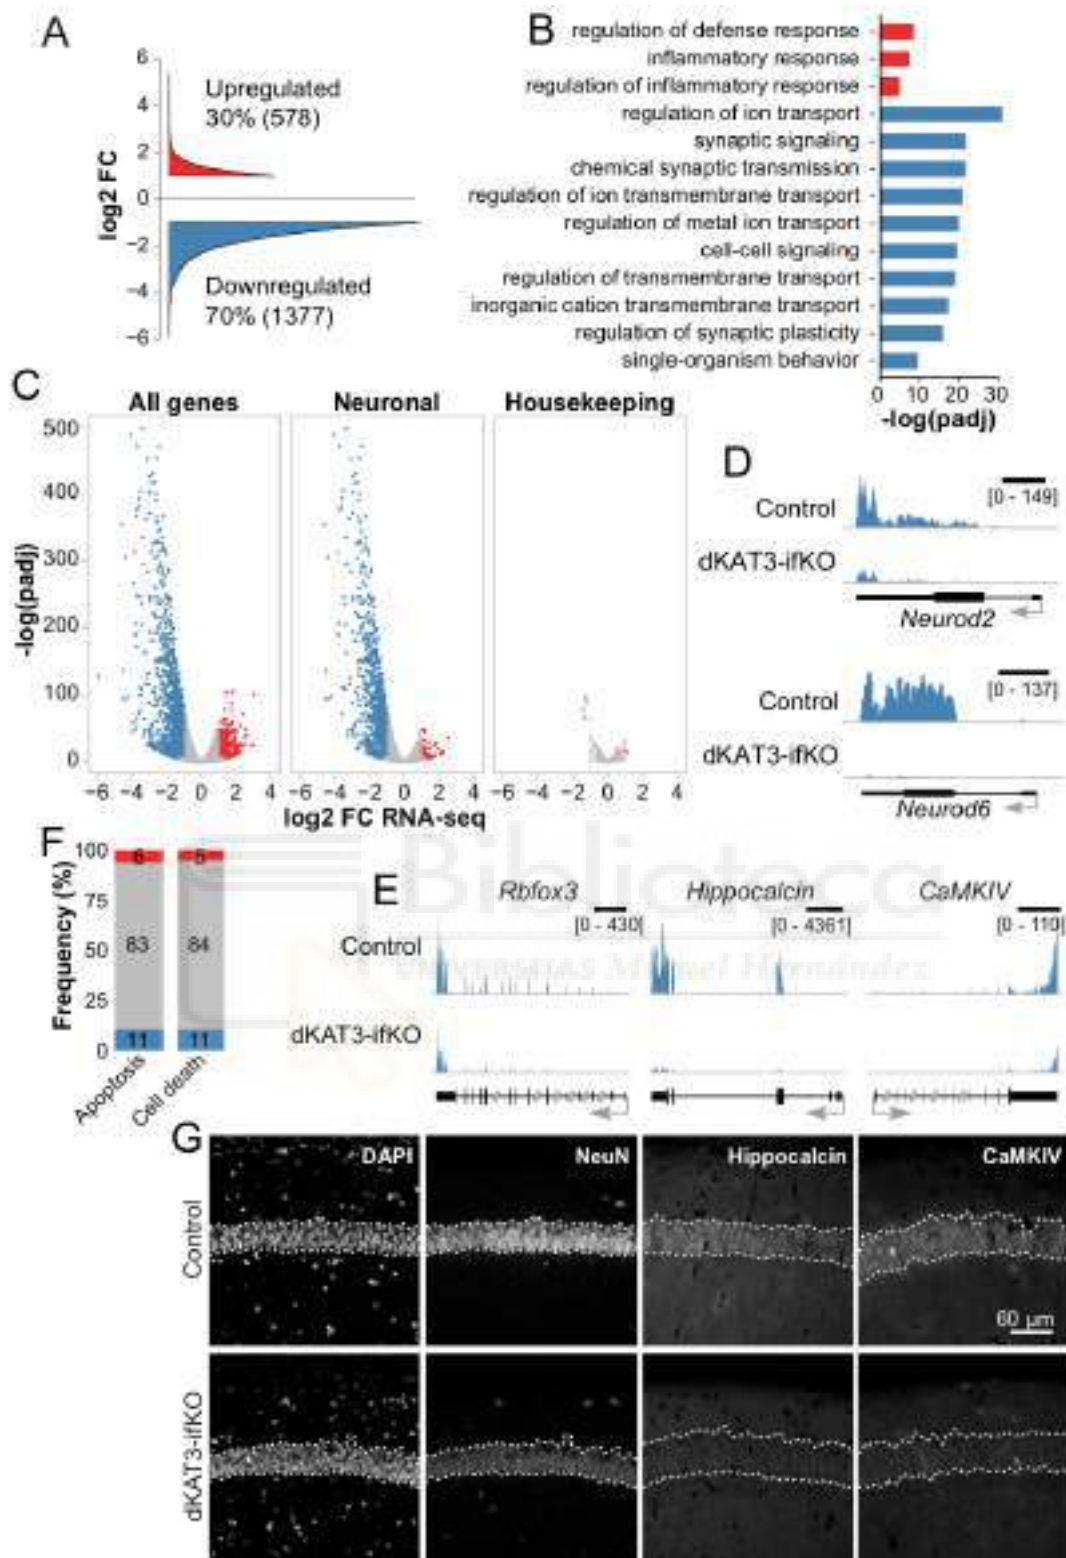 A
6
4
2
0
−2
−4
−6
log2 FC
Upregulated
30% (578)
Downregulated
70% (1377)
B
regulation of defense response
inflammatory response
regulation of inflammatory response
regulation of ion transport
synaptic signaling
chemical synaptic transmission
regulation of ion transmembrane transport
regulation of metal ion transport
cell-cell signaling
regulation of transmembrane transport
inorganic cation transmembrane transport
regulation of synaptic plasticity
single-organism behavior
0 10 20 30
-log(padj)
C
All genes Neuronal Housekeeping
500
400
300
200
100
0
-log(padj)
−6 −4 −2 0 2 4 −6 −4 −2 0 2 4 −6 −4 −2 0 2 4
log2 FC RNA-seq
D
Control
[0 - 149]
dKAT3-ifKO
Neurod2
Control
[0 - 137]
dKAT3-ifKO
Neurod6
F
100
75
50
25
0
Frequency (%)
6 5
83 84
11 11
Apoptosis
Cell death
E
Rbfox3 Hippocalcin CaMKIV
[0 - 430] [0 - 4361] [0 - 110]
Control
dKAT3-ifKO
Biblioteca
UNIVERSITAS Miguel Hernández
G
DAPI NeuN Hippocalcin CaMKIV
Control
60 µm
dKAT3-ifKO